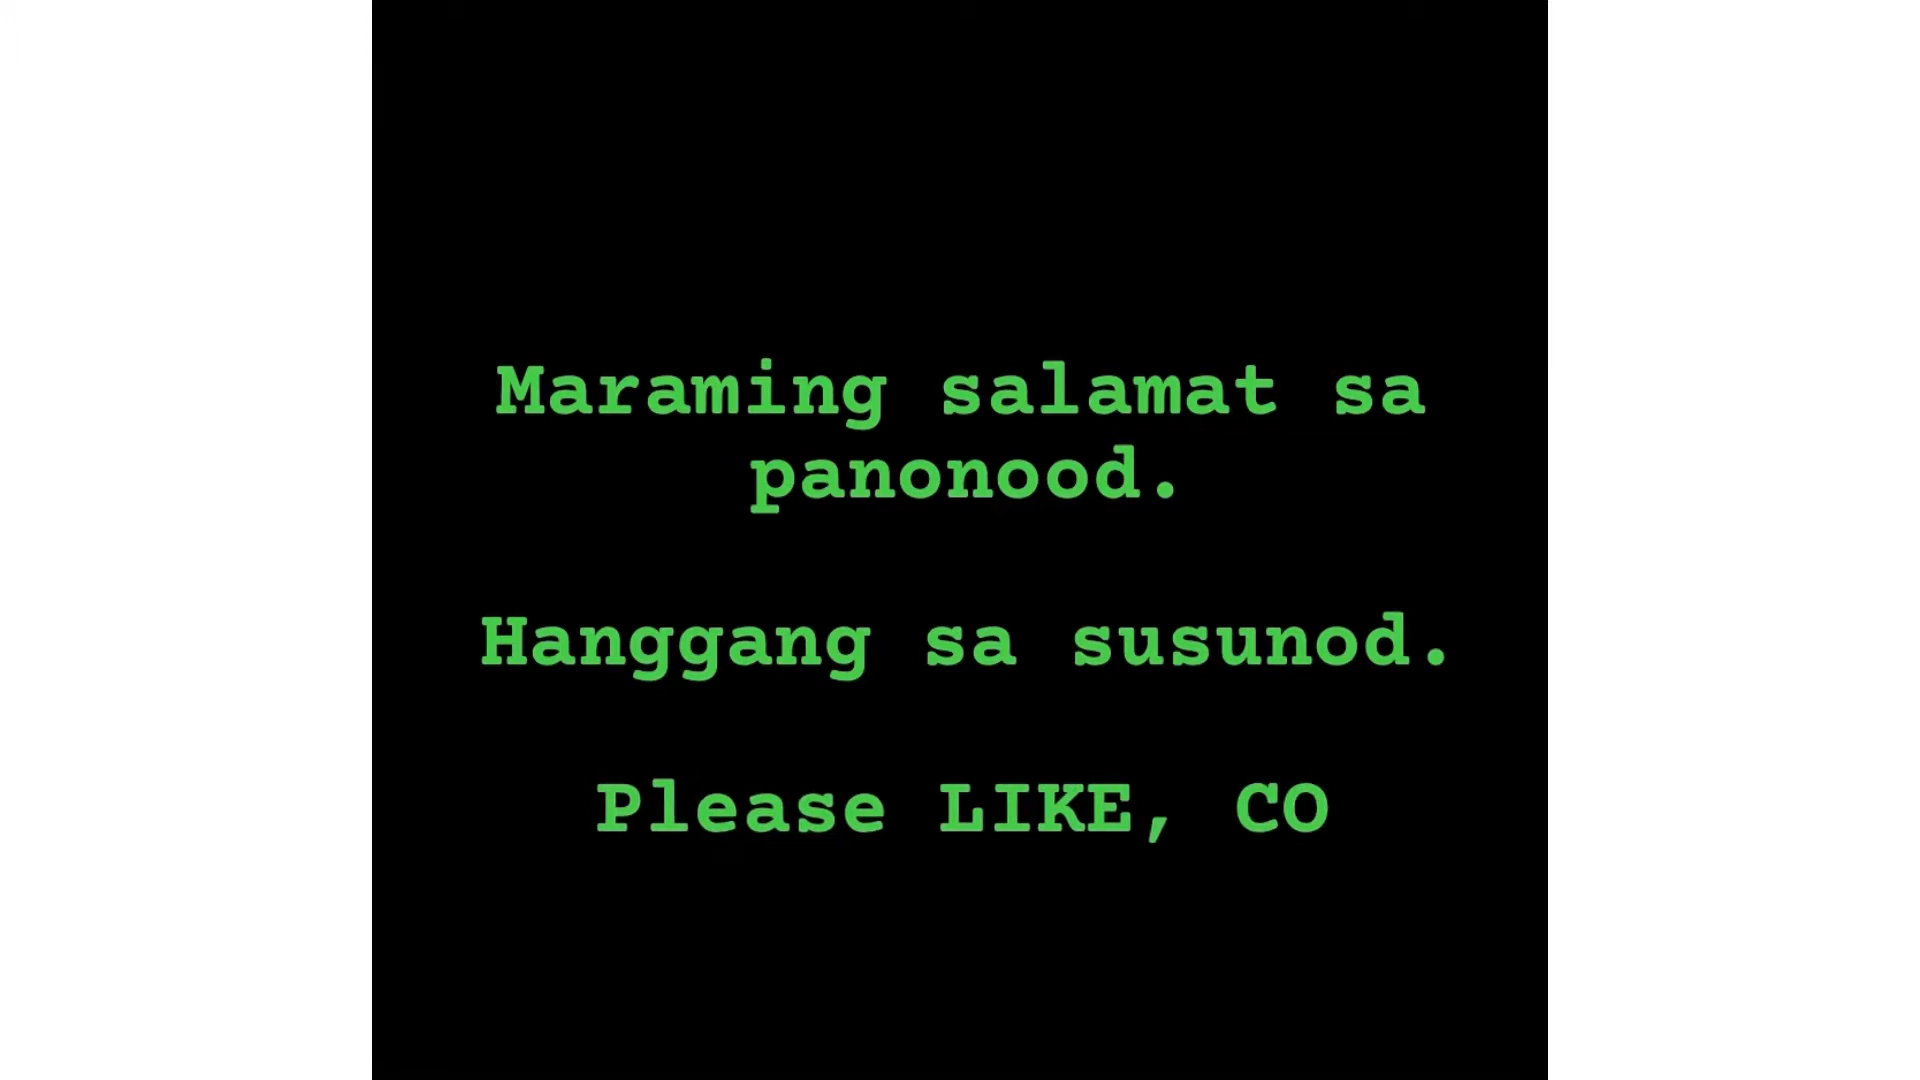 Maraming salamat sa
panonood.
Hanggang sa susunod.
Please LIKE, CO